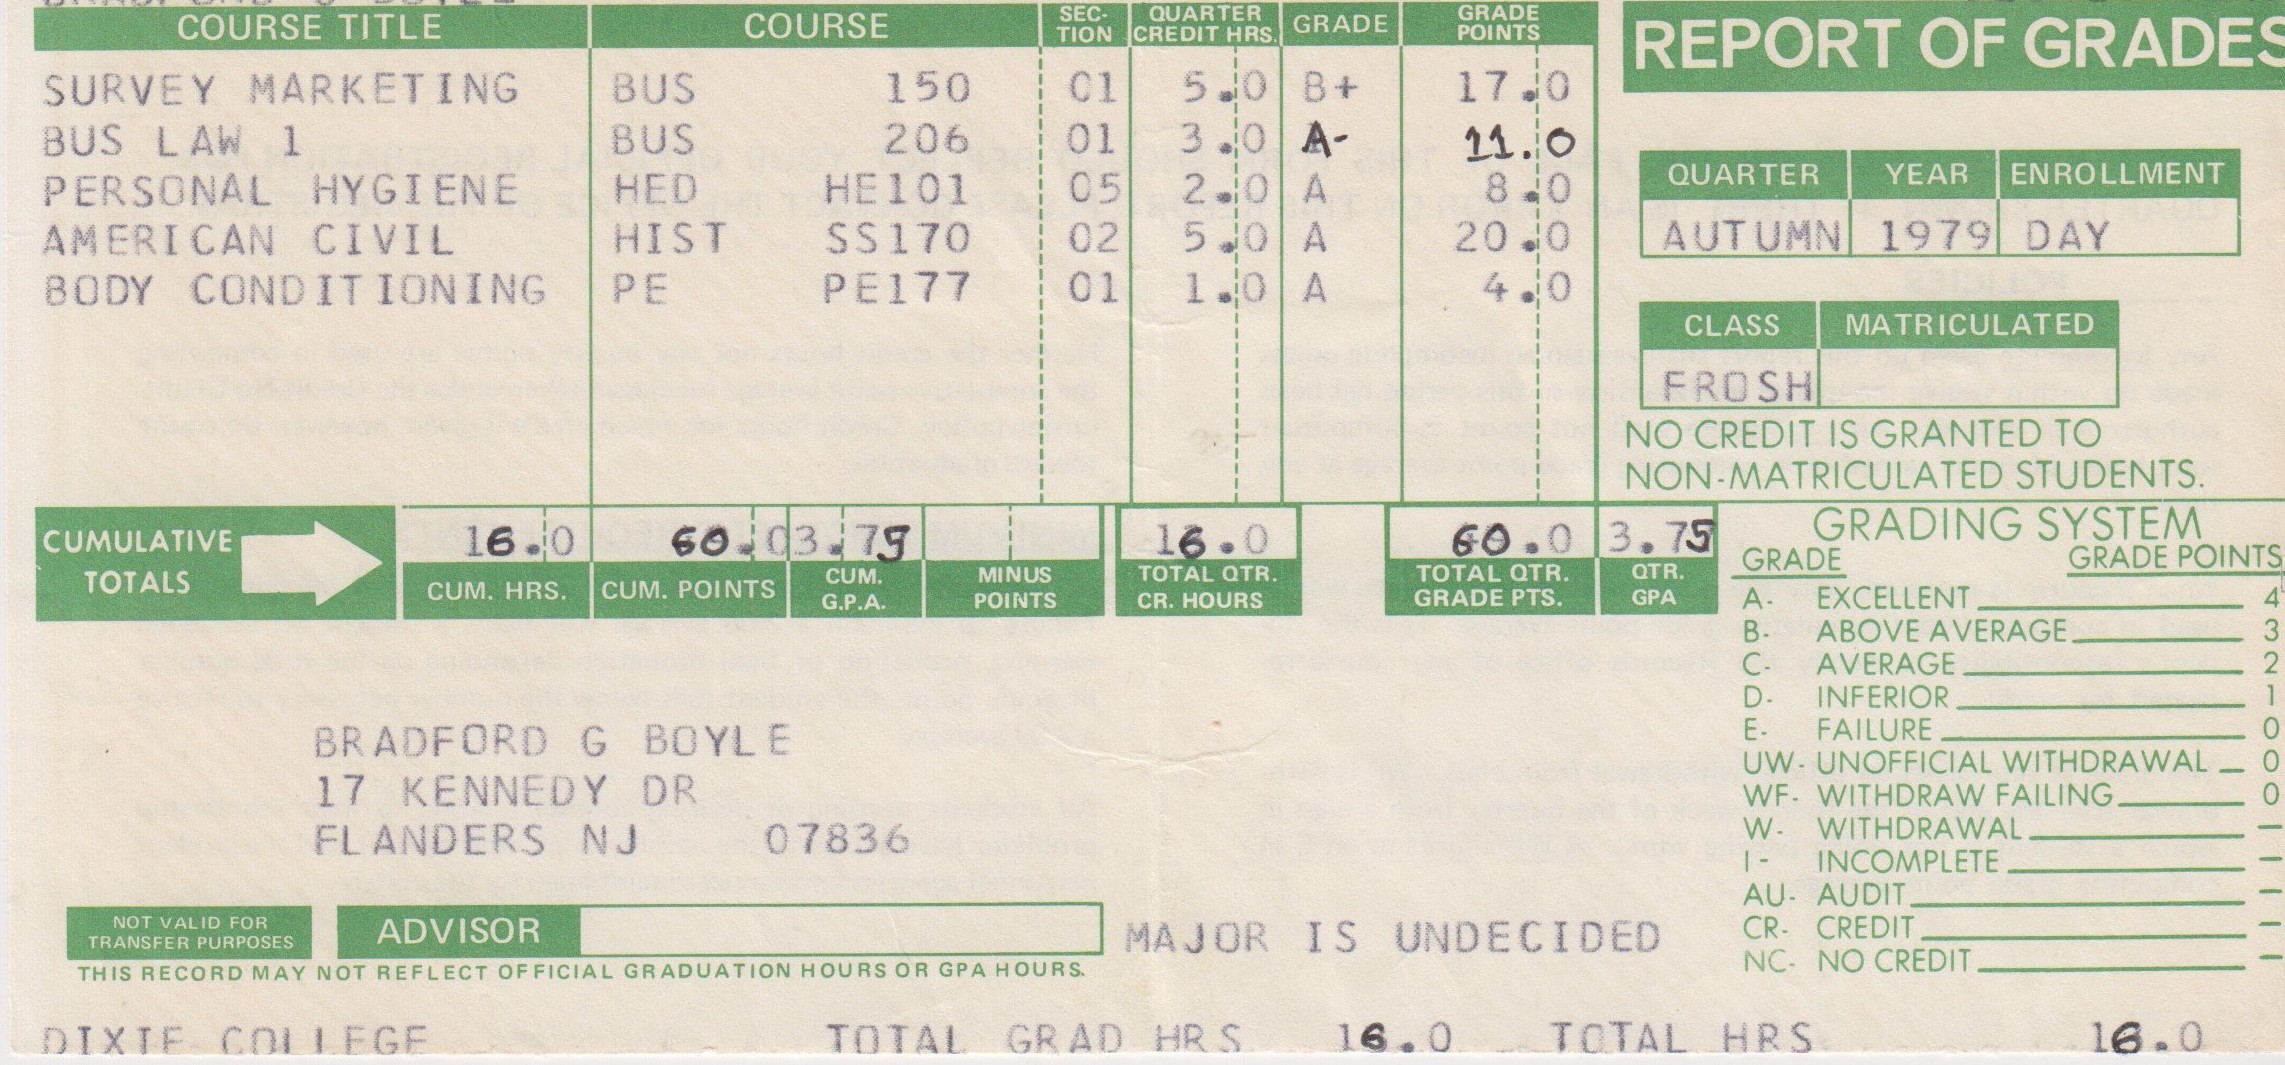 COURSE TITLE COURSE SEC-TION QUARTER CREDIT HRS. GRADE GRADE POINTS REPORT OF GRADES
SURVEY MARKETING BUS 150 01 5.0 B+ 17.0
BUS LAW 1 BUS 206 01 3.0 A- 11.0
PERSONAL HYGIENE HED HE101 05 2.0 A 8.0
AMERICAN CIVIL HIST SS170 02 5.0 A 20.0
BODY CONDITIONING PE PE177 01 1.0 A 4.0
QUARTER YEAR ENROLLMENT
AUTUMN 1979 DAY
CLASS MATRICULATED
FROSH
NO CREDIT IS GRANTED TO
NON-MATRICULATED STUDENTS.
CUMULATIVE TOTALS 16.0 60.0 3.75 16.0 60.0 3.75
CUM. HRS. CUM. POINTS CUM. G.P.A. MINUS POINTS TOTAL QTR. CR. HOURS TOTAL QTR. GRADE PTS. QTR. GPA
GRADING SYSTEM
GRADE GRADE POINTS
A- EXCELLENT 4
B- ABOVE AVERAGE 3
C- AVERAGE 2
D- INFERIOR 1
E- FAILURE 0
UW- UNOFFICIAL WITHDRAWAL 0
WF- WITHDRAW FAILING 0
W- WITHDRAWAL –
I- INCOMPLETE –
AU- AUDIT –
CR- CREDIT –
NC- NO CREDIT –
BRADFORD G BOYLE
17 KENNEDY DR
FLANDERS NJ 07836
NOT VALID FOR
TRANSFER PURPOSES
ADVISOR
MAJOR IS UNDECIDED
THIS RECORD MAY NOT REFLECT OFFICIAL GRADUATION HOURS OR GPA HOURS.
DIXIE COLLEGE TOTAL GRAD HRS 16.0 TOTAL HRS 16.0